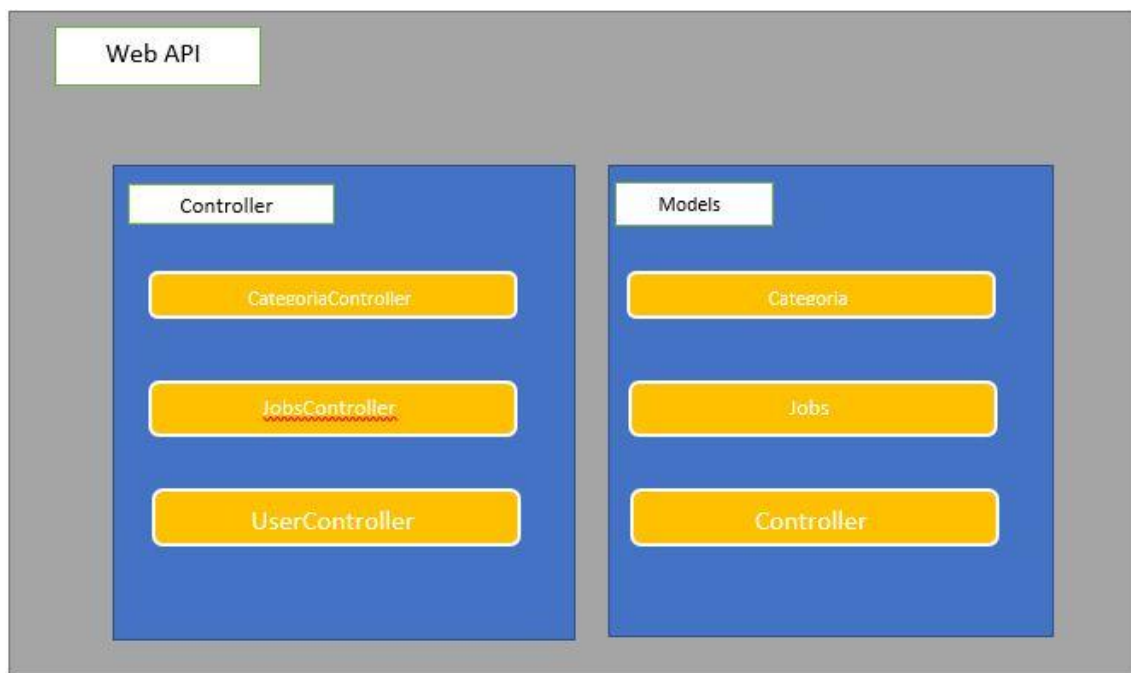 Web API
Controller
CategoriaController
JobsController
UserController
Models
Categoria
Jobs
Controller